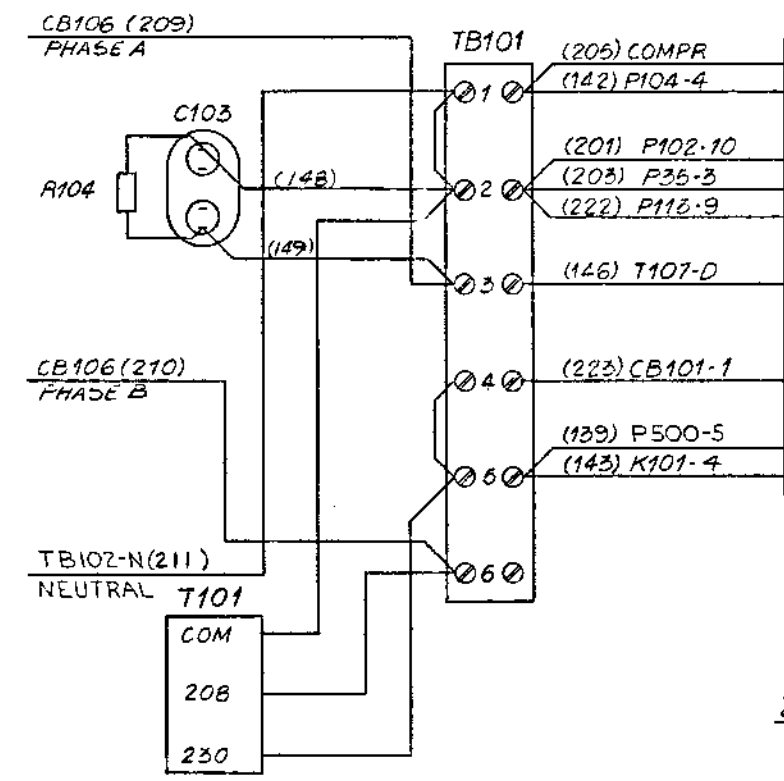 CB106 (209)
PHASE A
TB101
C103
R104
(148)
(149)
1
2
3
4
5
6
(205) COMPR
(142) P104-4
(201) P102-10
(203) P35-3
(222) P113-9
(146) T107-D
(223) CB101-1
(139) P500-5
(143) K101-4
CB106 (210)
PHASE B
TB102-N (211)
NEUTRAL
T101
COM
208
230